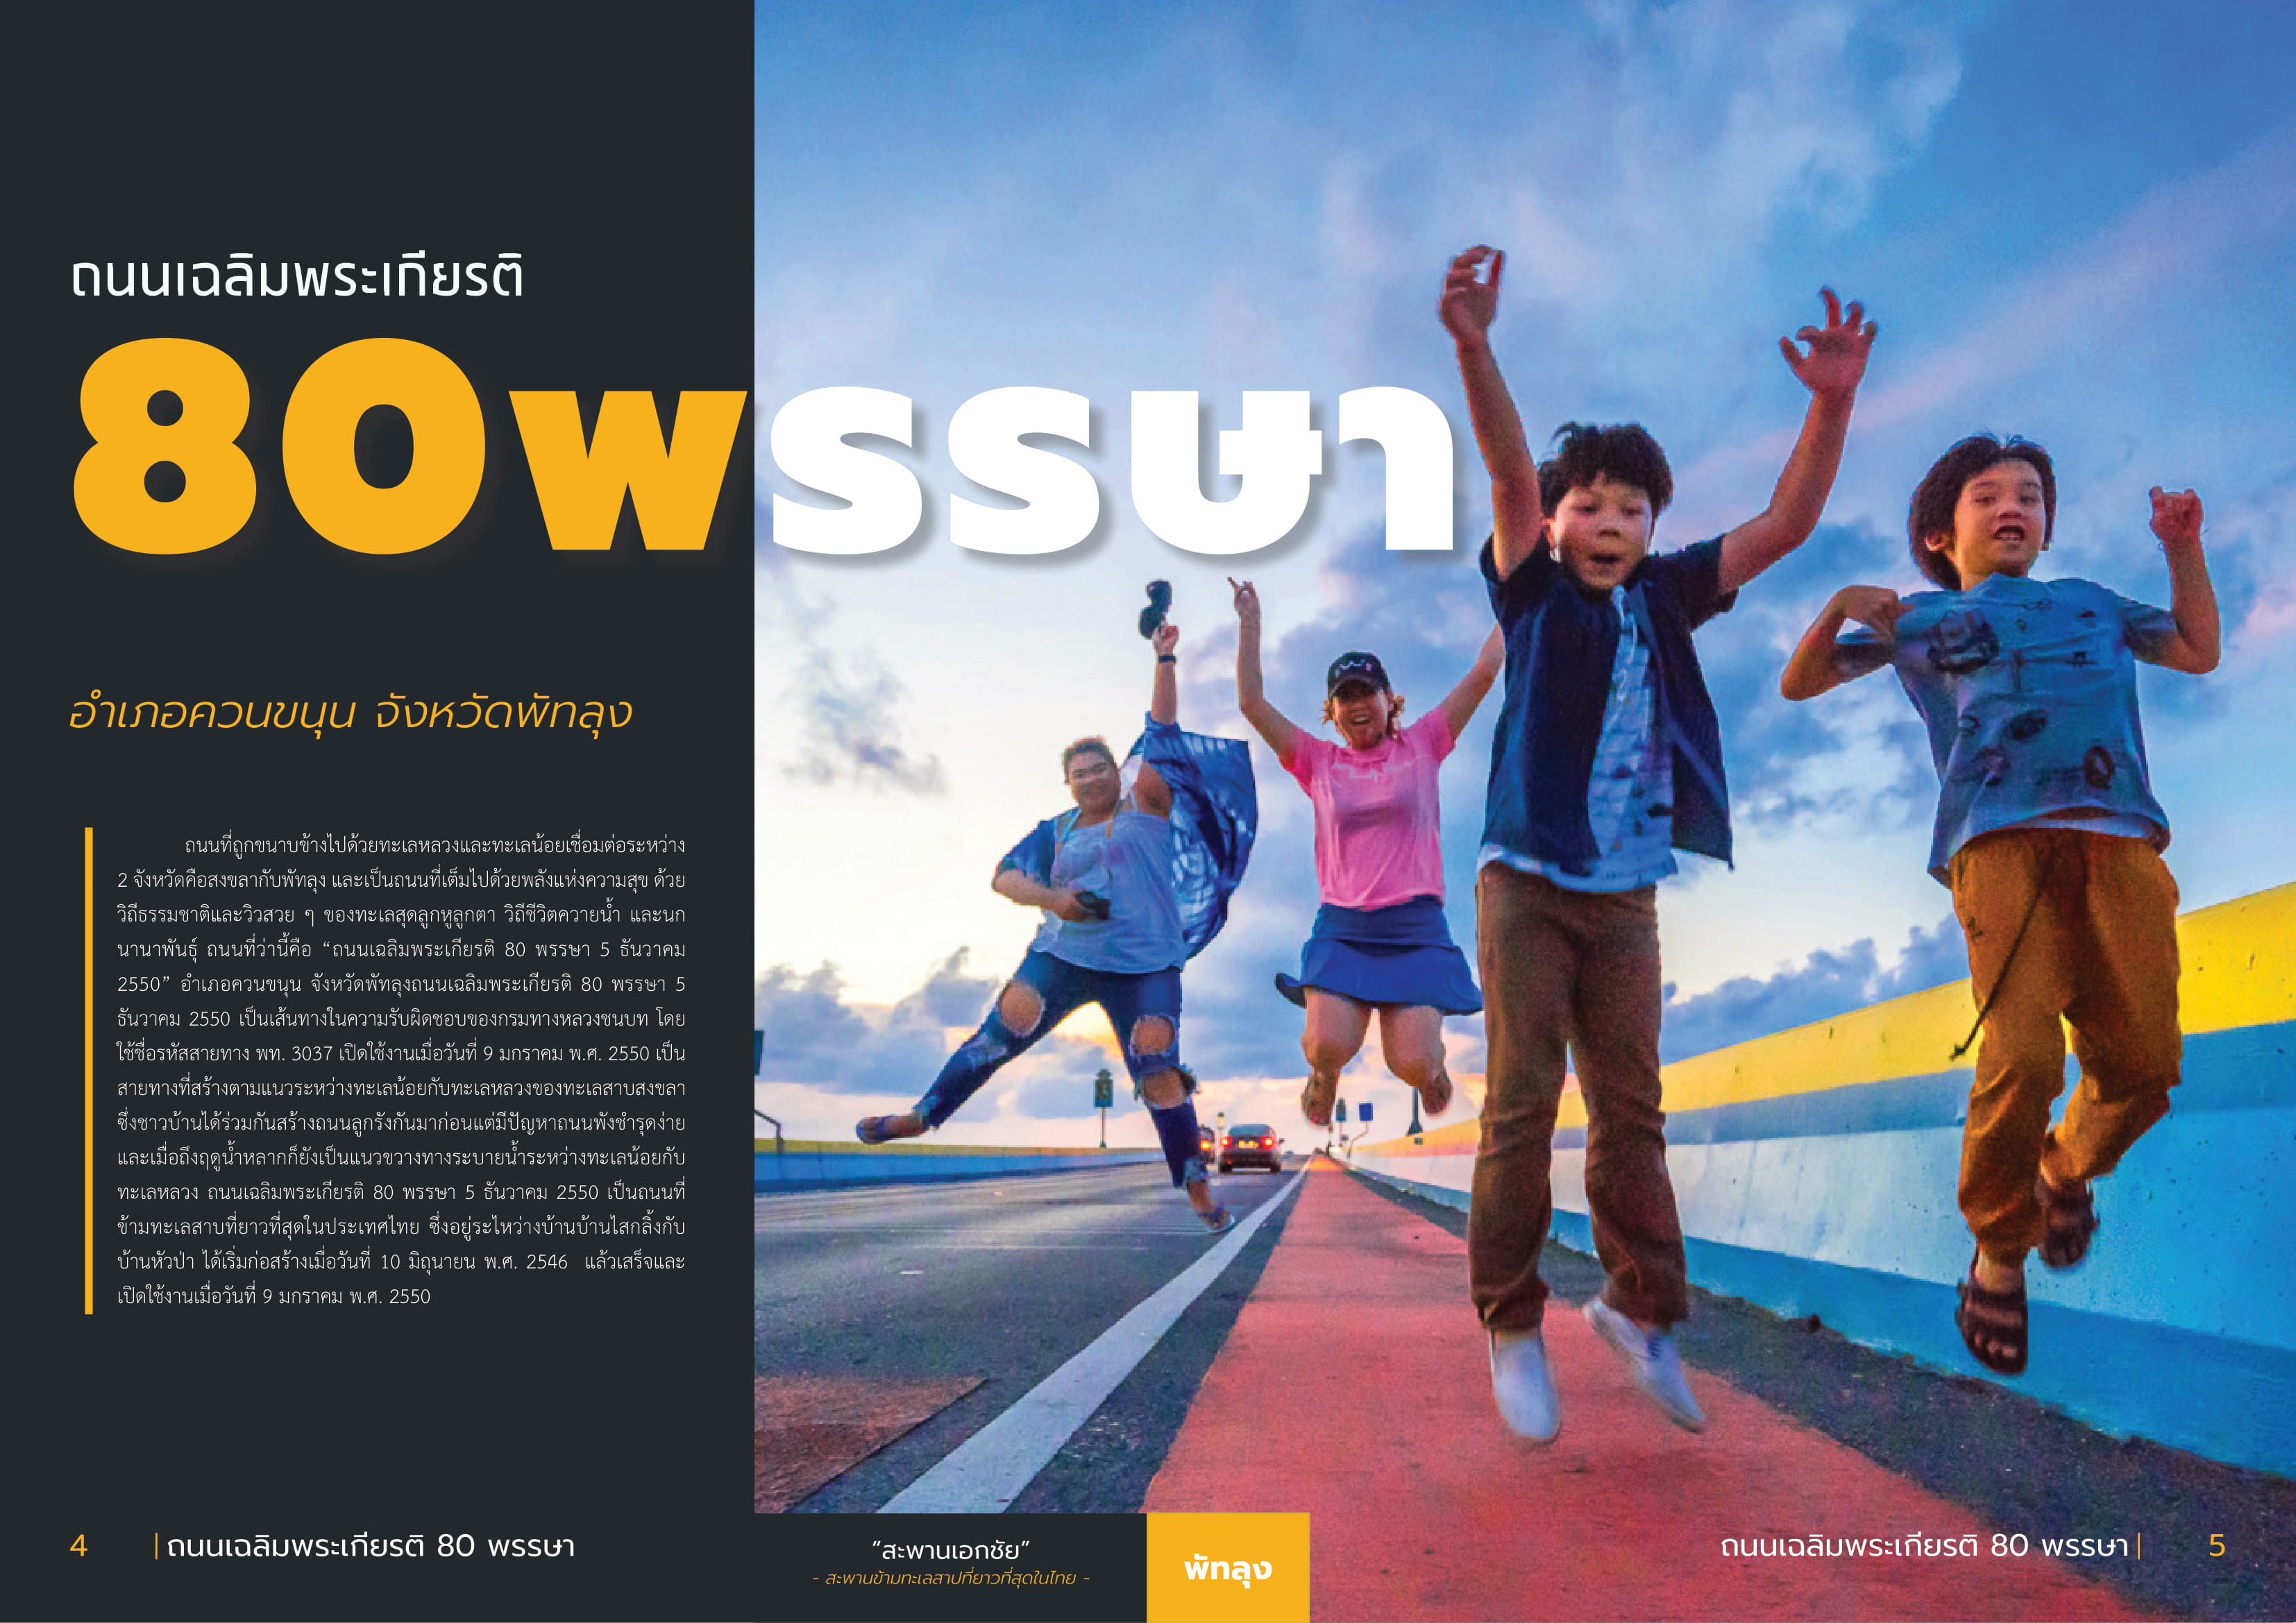 ถนนเฉลิมพระเกียรติ
80พรรษา
อำเภอควนขนุน จังหวัดพัทลุง
ถนนที่ถูกขนาบข้างไปด้วยทะเลหลวงและทะเลน้อยเชื่อมต่อระหว่าง
2 จังหวัดคือสงขลากับพัทลุง และเป็นถนนที่เต็มไปด้วยพลังแห่งความสุข ด้วย
วิถีธรรมชาติและวิวสวย ๆ ของทะเลสุดลูกหูลูกตา วิถีชีวิตควายน้ำ และนก
นานาพันธุ์ ถนนที่ว่านี้คือ “ถนนเฉลิมพระเกียรติ 80 พรรษา 5 ธันวาคม
2550” อำเภอควนขนุน จังหวัดพัทลุงถนนเฉลิมพระเกียรติ 80 พรรษา 5
ธันวาคม 2550 เป็นเส้นทางในความรับผิดชอบของกรมทางหลวงชนบท โดย
ใช้ชื่อรหัสสายทาง พท. 3037 เปิดใช้งานเมื่อวันที่ 9 มกราคม พ.ศ. 2550 เป็น
สายทางที่สร้างตามแนวระหว่างทะเลน้อยกับทะเลหลวงของทะเลสาบสงขลา
ซึ่งชาวบ้านได้ร่วมกันสร้างถนนลูกรังกันมาก่อนแต่มีปัญหาถนนพังชำรุดง่าย
และเมื่อถึงฤดูน้ำหลากก็ยังเป็นแนวขวางทางระบายน้ำระหว่างทะเลน้อยกับ
ทะเลหลวง ถนนเฉลิมพระเกียรติ 80 พรรษา 5 ธันวาคม 2550 เป็นถนนที่
ข้ามทะเลสาบที่ยาวที่สุดในประเทศไทย ซึ่งอยู่ระไหว่างบ้านบ้านไสกลิ้งกับ
บ้านหัวป่า ได้เริ่มก่อสร้างเมื่อวันที่ 10 มิถุนายน พ.ศ. 2546 แล้วเสร็จและ
เปิดใช้งานเมื่อวันที่ 9 มกราคม พ.ศ. 2550
4 | ถนนเฉลิมพระเกียรติ 80 พรรษา
“สะพานเอกชัย”
- สะพานข้ามทะเลสาปที่ยาวที่สุดในไทย -
พัทลุง
ถนนเฉลิมพระเกียรติ 80 พรรษา | 5